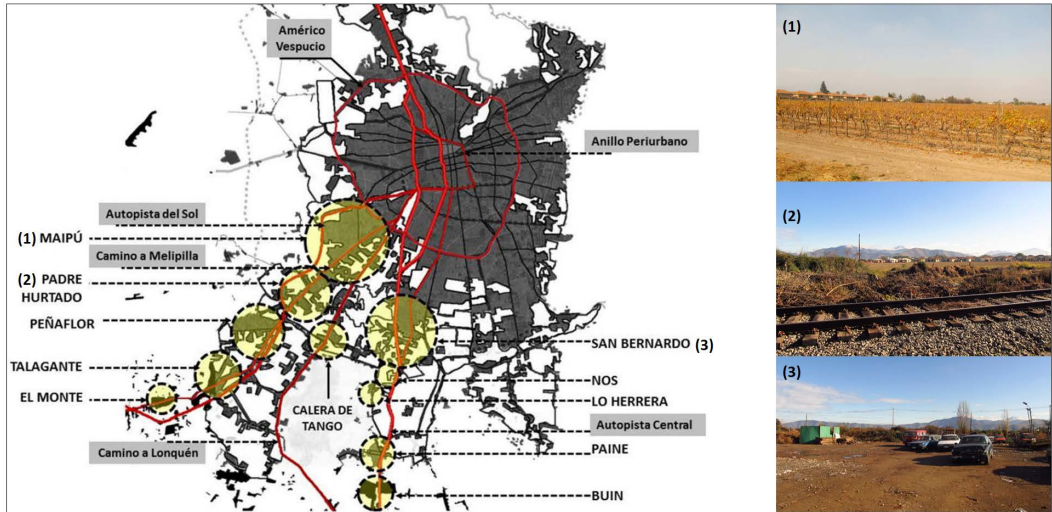 Américo
Vespucio
Anillo Periurbano
Autopista del Sol
(1) MAIPÚ
Camino a Melipilla
(2) PADRE
HURTADO
PEÑAFLOR
SAN BERNARDO (3)
TALAGANTE
NOS
EL MONTE
LO HERRERA
CALERA DE
TANGO
Autopista Central
Camino a Lonquén
PAINE
BUIN
(1)
(2)
(3)